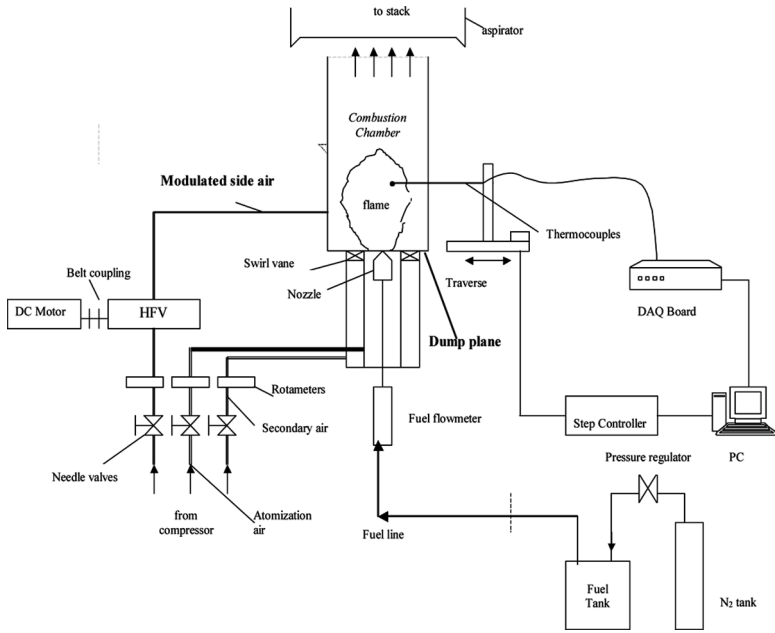 to stack
aspirator
Combustion
Chamber
Modulated side air
flame
Thermocouples
Swirl vane
Belt coupling
Nozzle
Traverse
DC Motor
HFV
DAQ Board
Dump plane
Rotameters
Fuel flowmeter
Secondary air
Step Controller
Needle valves
Pressure regulator
PC
from
compressor
Atomization
air
Fuel line
Fuel
Tank
N2 tank